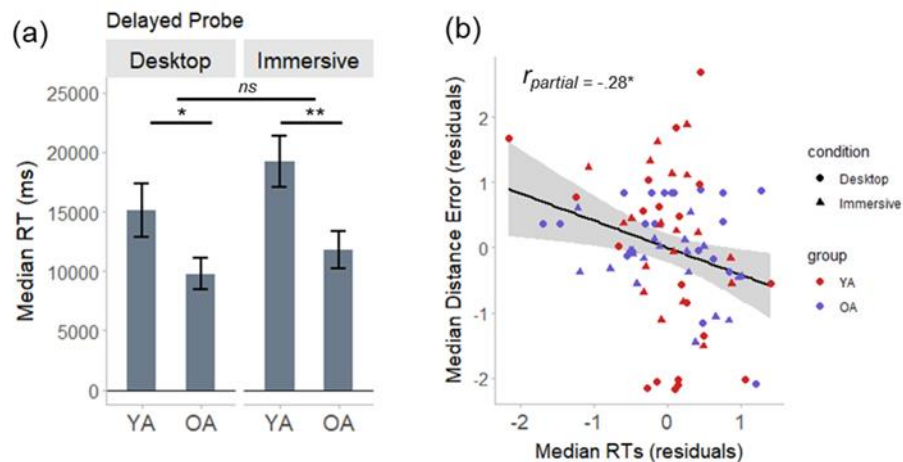 (a)
Delayed Probe
Desktop Immersive
ns
* **
25000
20000
15000
10000
5000
0
Median RT (ms)
YA OA YA OA
(b)
rpartial = -.28*
2
1
0
-1
-2
Median Distance Error (residuals)
-2 -1 0 1
Median RTs (residuals)
condition
Desktop
Immersive
group
YA
OA